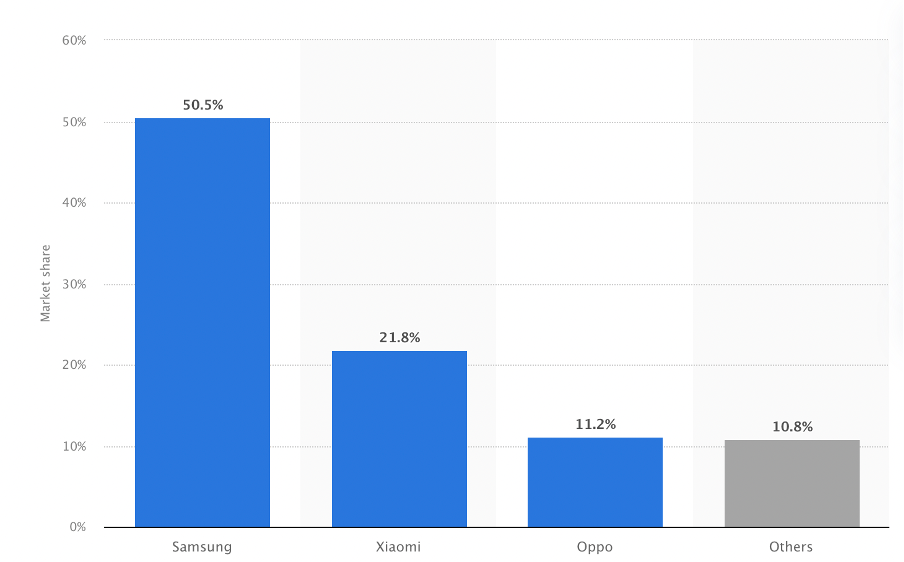 60%
50%
40%
30%
20%
10%
0%
Market share
50.5%
21.8%
11.2%
10.8%
Samsung
Xiaomi
Oppo
Others